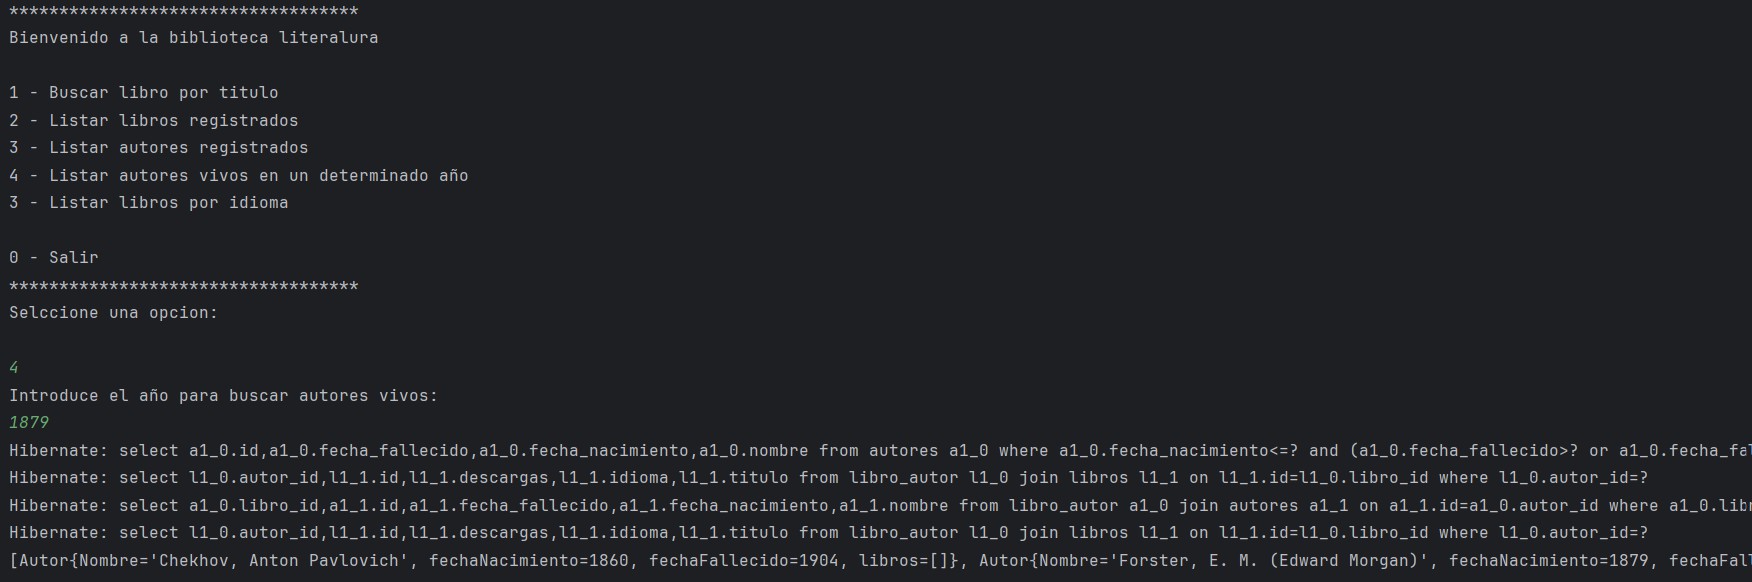 ***********************************
Bienvenido a la biblioteca literalura
1 - Buscar libro por titulo
2 - Listar libros registrados
3 - Listar autores registrados
4 - Listar autores vivos en un determinado año
3 - Listar libros por idioma
0 - Salir
***********************************
Selccione una opcion:
4
Introduce el año para buscar autores vivos:
1879
Hibernate: select a1_0.id,a1_0.fecha_fallecido,a1_0.fecha_nacimiento,a1_0.nombre from autores a1_0 where a1_0.fecha_nacimiento<=? and (a1_0.fecha_fallecido>? or a1_0.fecha_fal
Hibernate: select l1_0.autor_id,l1_1.id,l1_1.descargas,l1_1.idioma,l1_1.titulo from libro_autor l1_0 join libros l1_1 on l1_1.id=l1_0.libro_id where l1_0.autor_id=?
Hibernate: select a1_0.libro_id,a1_1.id,a1_1.fecha_fallecido,a1_1.fecha_nacimiento,a1_1.nombre from libro_autor a1_0 join autores a1_1 on a1_1.id=a1_0.autor_id where a1_0.libr
Hibernate: select l1_0.autor_id,l1_1.id,l1_1.descargas,l1_1.idioma,l1_1.titulo from libro_autor l1_0 join libros l1_1 on l1_1.id=l1_0.libro_id where l1_0.autor_id=?
[Autor{Nombre='Chekhov, Anton Pavlovich', fechaNacimiento=1860, fechaFallecido=1904, libros=[]}, Autor{Nombre='Forster, E. M. (Edward Morgan)', fechaNacimiento=1879, fechaFall